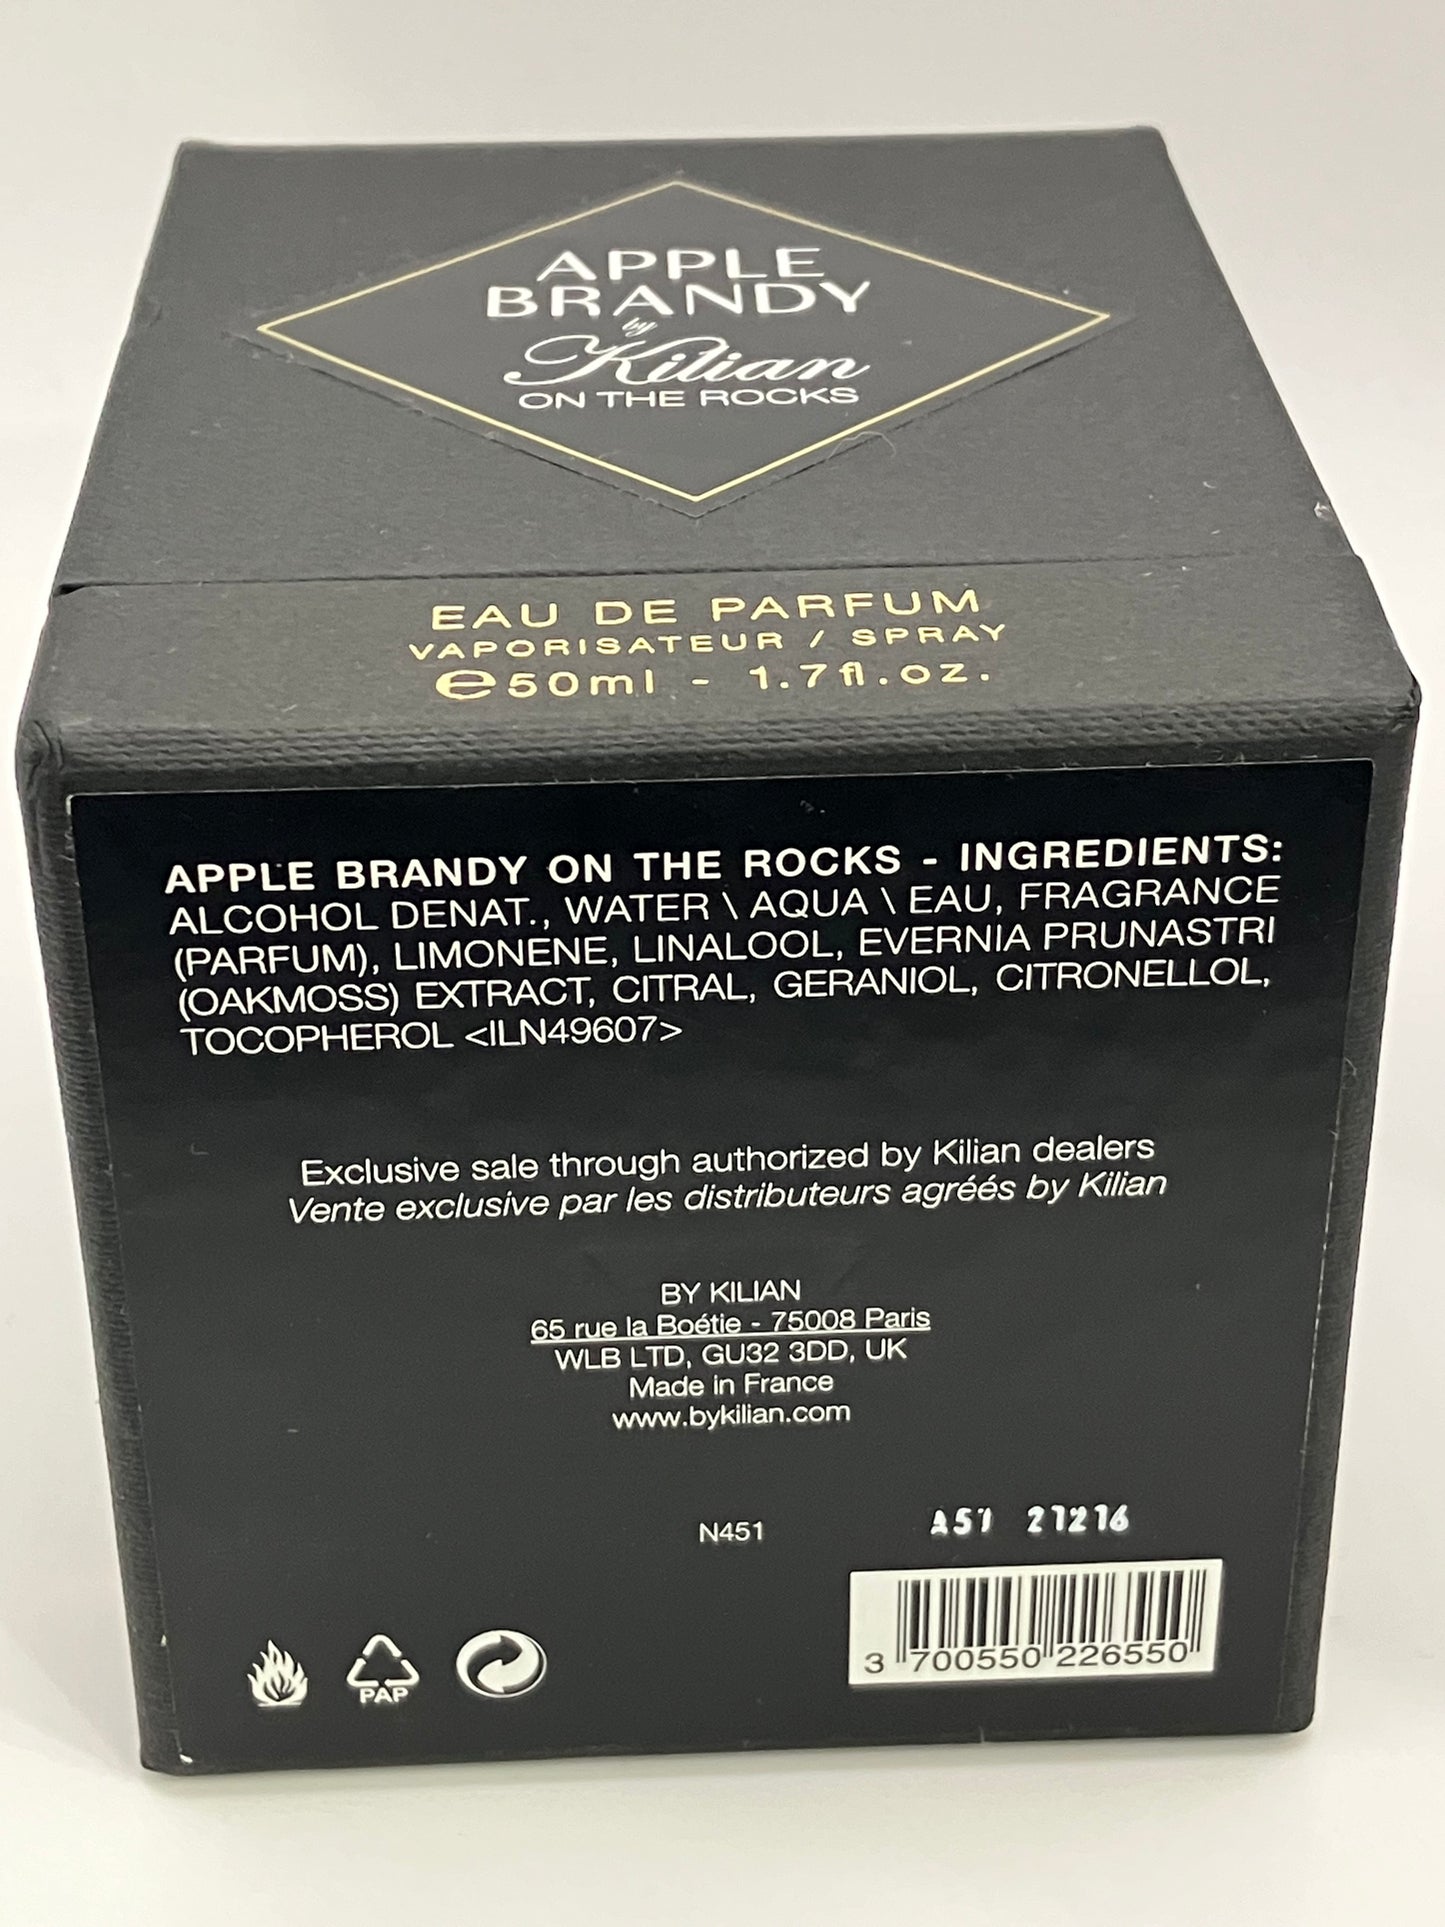 APPLE
BRANDY
by
Kilian
ON THE ROCKS
EAU DE PARFUM
VAPORISATEUR / SPRAY
e50ml - 1.7fl.oz.
APPLE BRANDY ON THE ROCKS - INGREDIENTS:
ALCOHOL DENAT., WATER \ AQUA \ EAU, FRAGRANCE
(PARFUM), LIMONENE, LINALOOL, EVERNIA PRUNASTRI
(OAKMOSS) EXTRACT, CITRAL, GERANIOL, CITRONELLOL,
TOCOPHEROL <ILN49607>
Exclusive sale through authorized by Kilian dealers
Vente exclusive par les distributeurs agréés by Kilian
BY KILIAN
65 rue la Boétie - 75008 Paris
WLB LTD, GU32 3DD, UK
Made in France
www.bykilian.com
N451
A51 21216
PAP
3 700550 226550